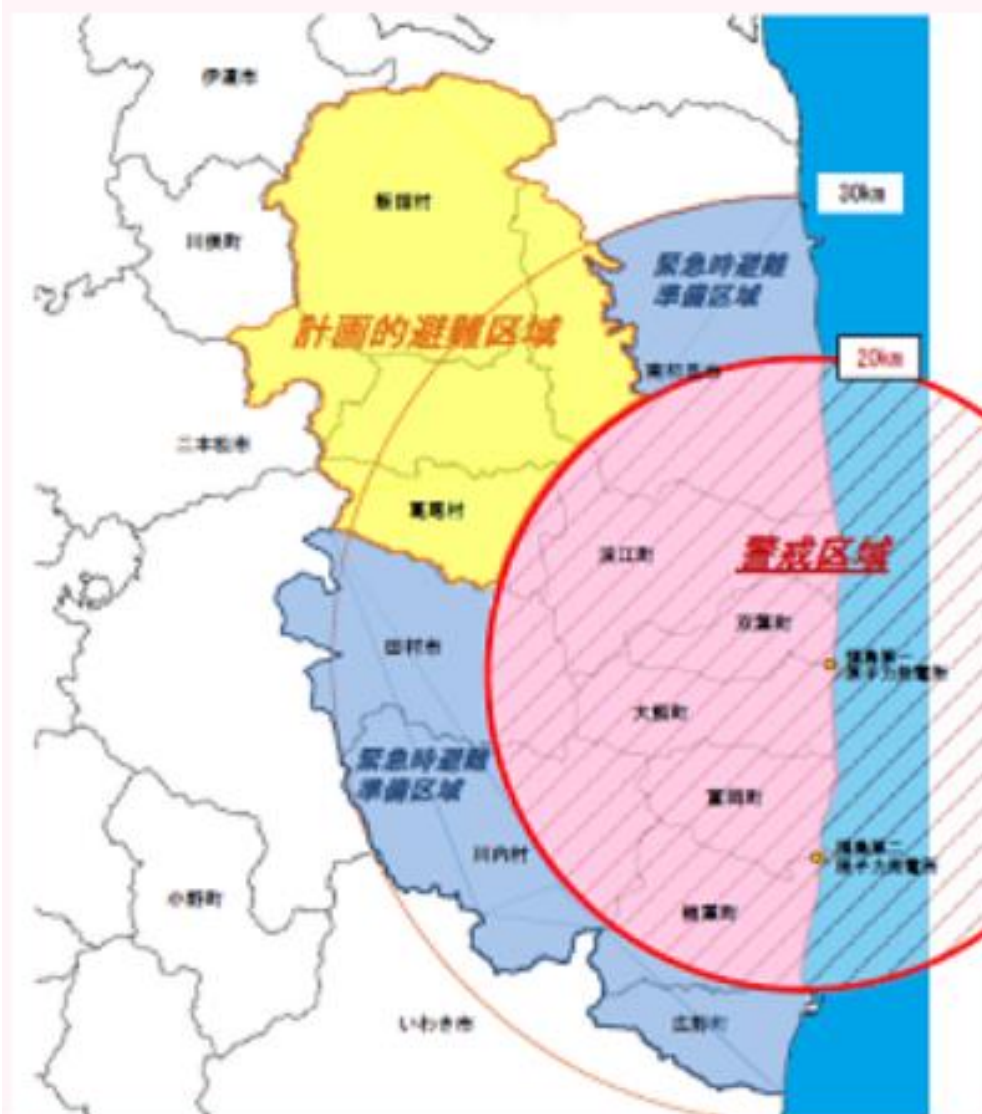 伊達市
飯舘村
川俣町
30km
緊急時避難
準備区域
計画的避難区域
20km
南相馬市
二本松市
葛尾村
浪江町
警戒区域
双葉町
田村市
福島第一
原子力発電所
大熊町
緊急時避難
準備区域
富岡町
川内村
福島第二
原子力発電所
小野町
楢葉町
いわき市
広野町